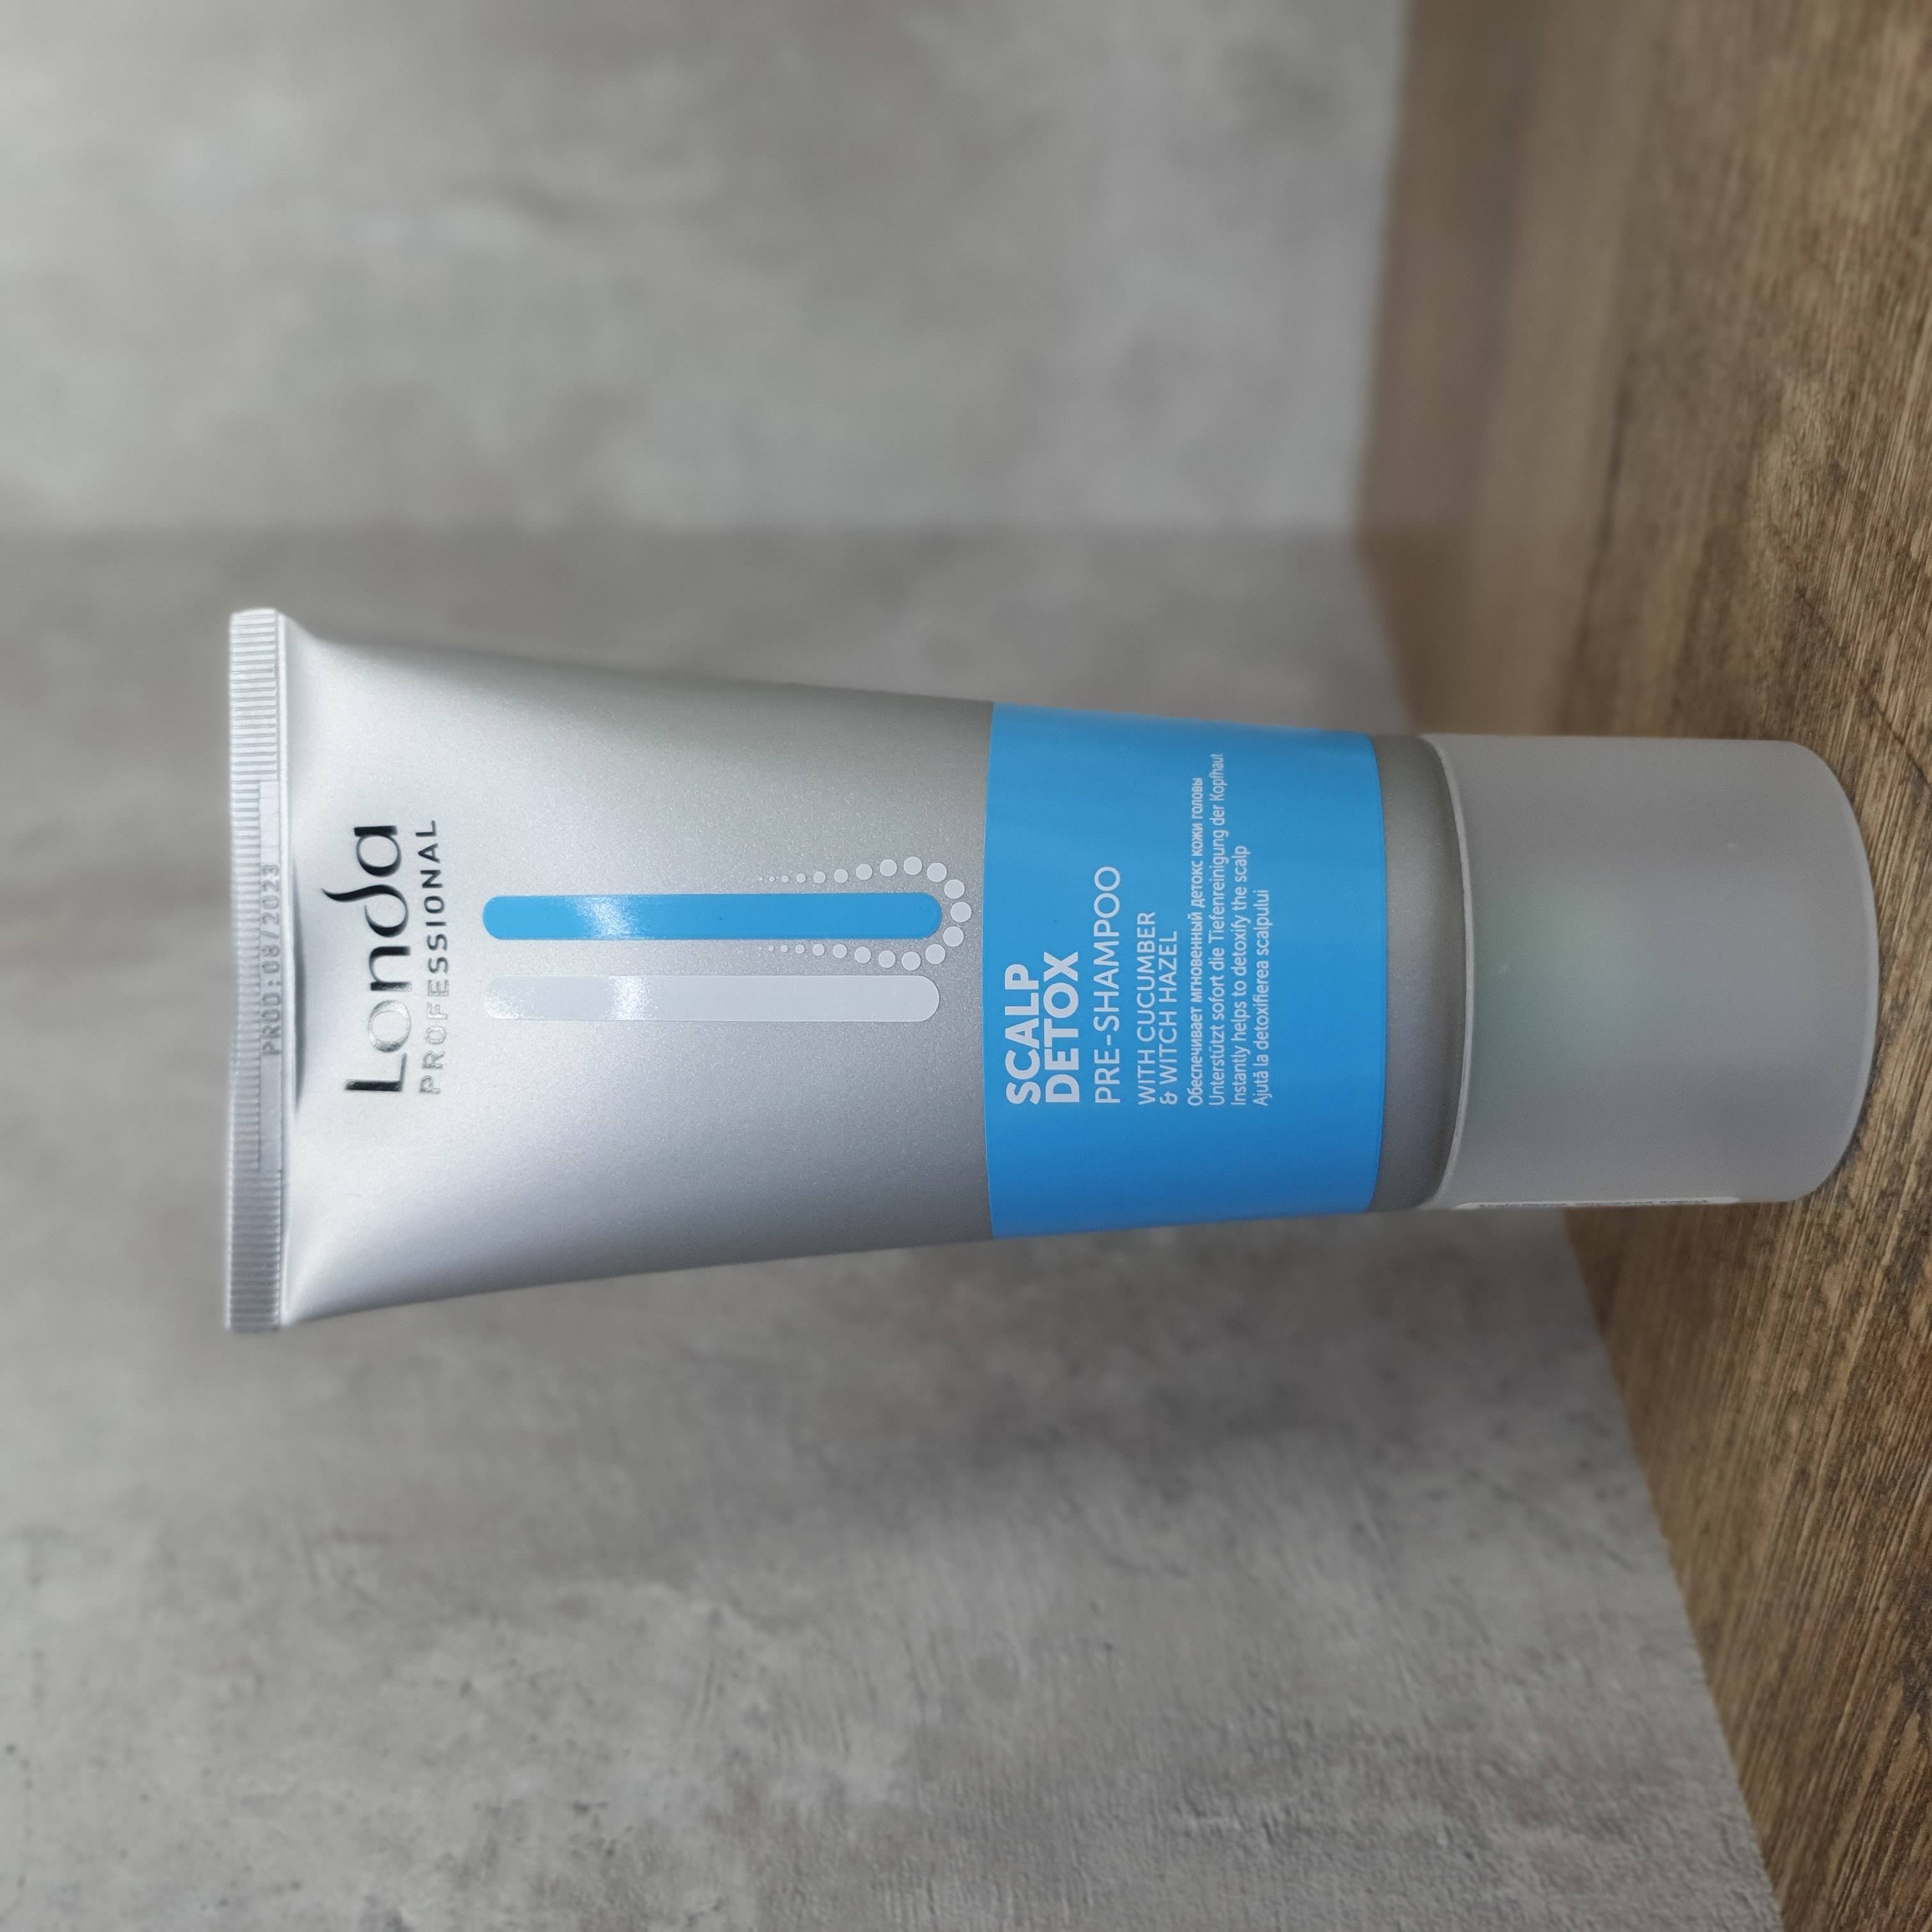 PROD:08/2023
Londa
PROFESSIONAL
SCALP
DETOX
PRE-SHAMPOO
WITH CUCUMBER
& WITCH HAZEL
Обеспечивает мгновенный детокс кожи головы
Unterstützt sofort die Tiefenreinigung der Kopfhaut
Instantly helps to detoxify the scalp
Ajută la detoxifierea scalpului